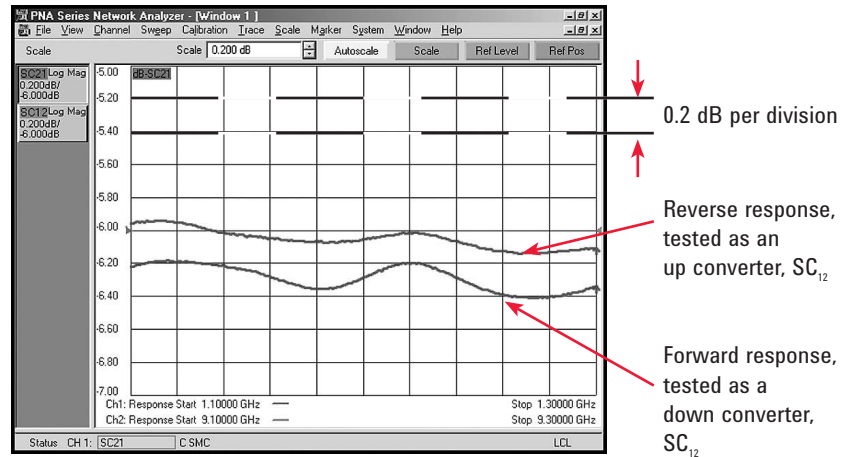 PNA Series Network Analyzer - [Window 1 ]
File View Channel Sweep Calibration Trace Scale Marker System Window Help
Scale Scale 0.200 dB Autoscale Scale Ref Level Ref Pos
SC21 Log Mag
0.200dB/
-6.000dB
SC12 Log Mag
0.200dB/
-6.000dB
-5.00
dB-SC21
-5.20
-5.40
-5.60
-5.80
-6.00
-6.20
-6.40
-6.60
-6.80
-7.00
Ch1: Response Start 1.10000 GHz — Stop 1.30000 GHz
Ch2: Response Start 9.10000 GHz — Stop 9.30000 GHz
Status CH 1: SC21 C SMC LCL
0.2 dB per division
Reverse response,
tested as an
up converter, SC₁₂
Forward response,
tested as a
down converter,
SC₁₂